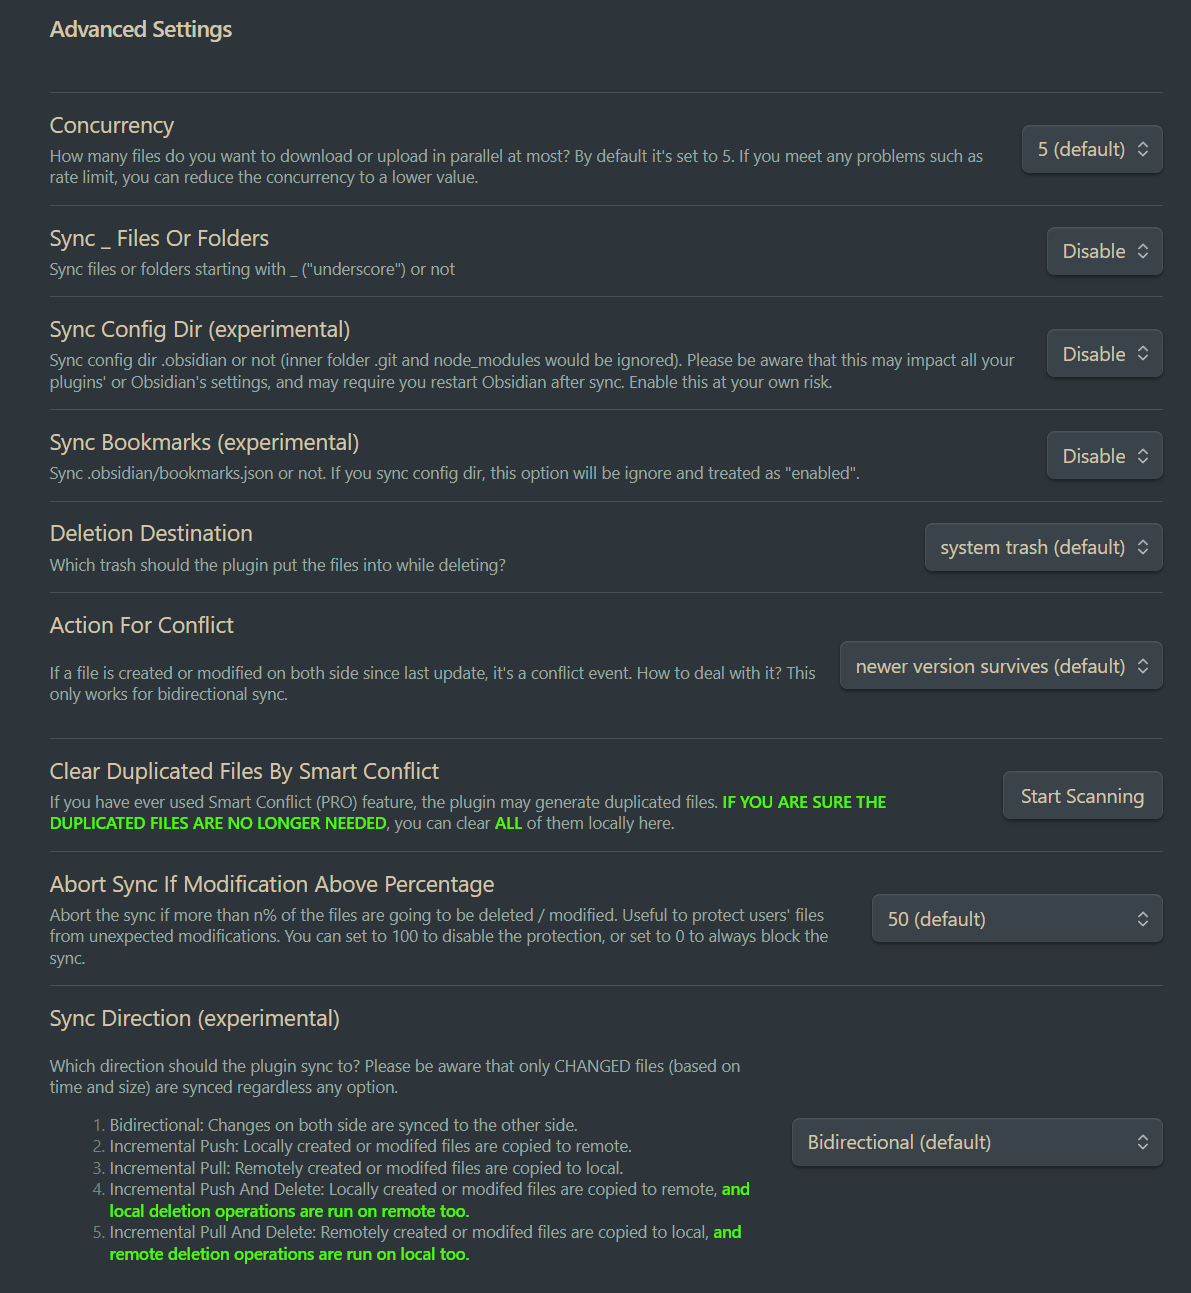 Advanced Settings
Concurrency
How many files do you want to download or upload in parallel at most? By default it's set to 5. If you meet any problems such as
rate limit, you can reduce the concurrency to a lower value.
5 (default)
Sync _ Files Or Folders
Sync files or folders starting with _ ("underscore") or not
Disable
Sync Config Dir (experimental)
Sync config dir .obsidian or not (inner folder .git and node_modules would be ignored). Please be aware that this may impact all your
plugins' or Obsidian's settings, and may require you restart Obsidian after sync. Enable this at your own risk.
Disable
Sync Bookmarks (experimental)
Sync .obsidian/bookmarks.json or not. If you sync config dir, this option will be ignore and treated as "enabled".
Disable
Deletion Destination
Which trash should the plugin put the files into while deleting?
system trash (default)
Action For Conflict
If a file is created or modified on both side since last update, it's a conflict event. How to deal with it? This
only works for bidirectional sync.
newer version survives (default)
Clear Duplicated Files By Smart Conflict
If you have ever used Smart Conflict (PRO) feature, the plugin may generate duplicated files. IF YOU ARE SURE THE
DUPLICATED FILES ARE NO LONGER NEEDED, you can clear ALL of them locally here.
Start Scanning
Abort Sync If Modification Above Percentage
Abort the sync if more than n% of the files are going to be deleted / modified. Useful to protect users' files
from unexpected modifications. You can set to 100 to disable the protection, or set to 0 to always block the
sync.
50 (default)
Sync Direction (experimental)
Which direction should the plugin sync to? Please be aware that only CHANGED files (based on
time and size) are synced regardless any option.
1. Bidirectional: Changes on both side are synced to the other side.
2. Incremental Push: Locally created or modifed files are copied to remote.
3. Incremental Pull: Remotely created or modifed files are copied to local.
4. Incremental Push And Delete: Locally created or modifed files are copied to remote, and
local deletion operations are run on remote too.
5. Incremental Pull And Delete: Remotely created or modifed files are copied to local, and
remote deletion operations are run on local too.
Bidirectional (default)